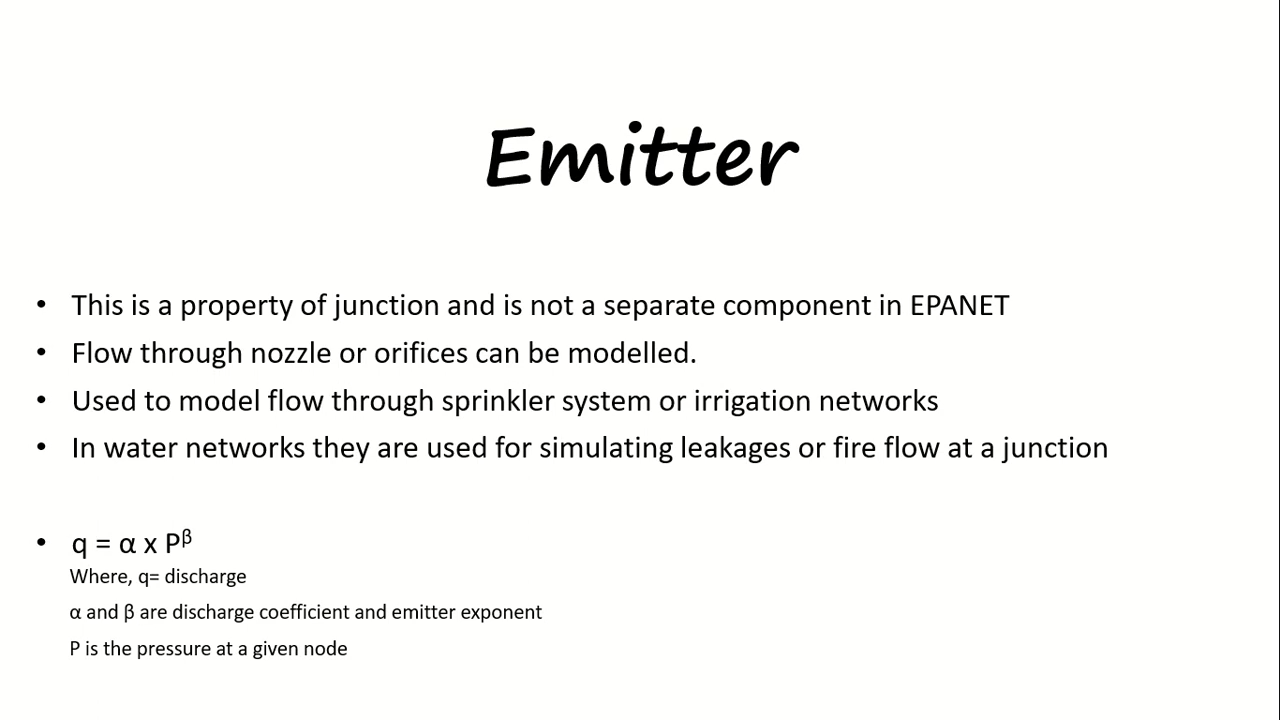 Emitter
• This is a property of junction and is not a separate component in EPANET
• Flow through nozzle or orifices can be modelled.
• Used to model flow through sprinkler system or irrigation networks
• In water networks they are used for simulating leakages or fire flow at a junction
• q = α x Pᵝ
Where, q= discharge
α and β are discharge coefficient and emitter exponent
P is the pressure at a given node